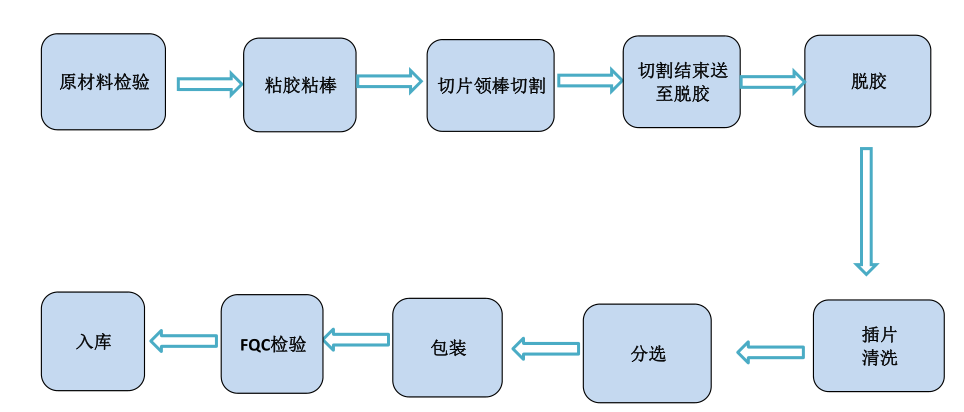 原材料检验
粘胶粘棒
切片领棒切割
切割结束送
至脱胶
脱胶
插片
清洗
分选
包装
FQC检验
入库